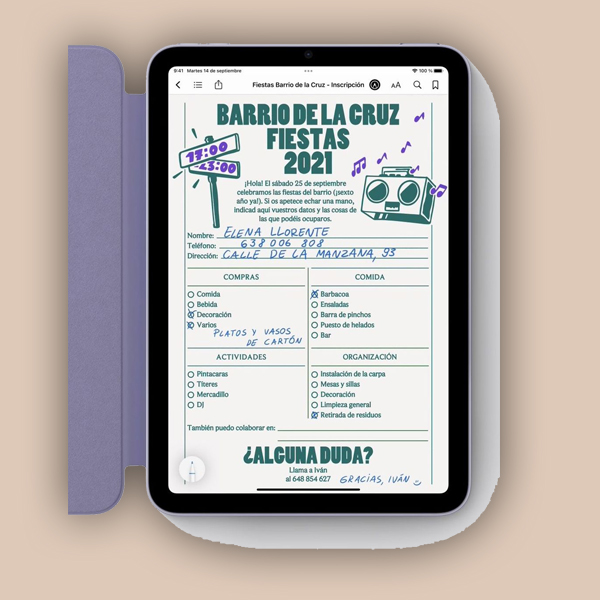 9:41 Martes 14 de septiembre
100 %
Fiestas Barrio de la Cruz - Inscripción
AA
BARRIO DE LA CRUZ
FIESTAS
2021
17:00
23:00
¡Hola! El sábado 25 de septiembre
celebramos las fiestas del barrio (¡sexto
año ya!). Si os apetece echar una mano,
indicad aquí vuestros datos y las cosas de
las que podéis ocuparos.
Nombre: ELENA LLORENTE
Teléfono: 638 006 808
Dirección: CALLE DE LA MANZANA, 93
COMPRAS
Comida
Bebida
Decoración
Varios
PLATOS Y VASOS
DE CARTÓN
COMIDA
Barbacoa
Ensaladas
Barra de pinchos
Puesto de helados
Bar
ACTIVIDADES
Pintacaras
Títeres
Mercadillo
DJ
ORGANIZACIÓN
Instalación de la carpa
Mesas y sillas
Decoración
Limpieza general
Retirada de residuos
También puedo colaborar en:
¿ALGUNA DUDA?
Llama a Iván
al 648 854 627
GRACIAS, IVÁN